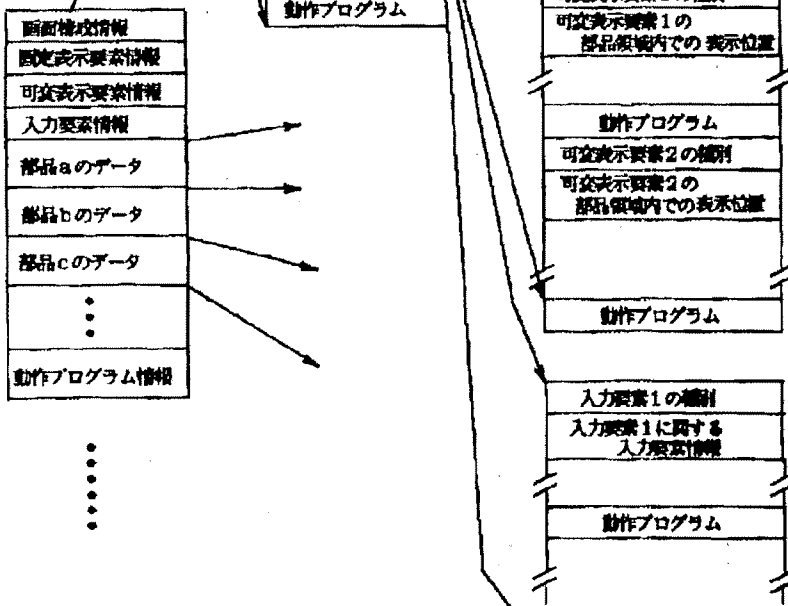 画面構成情報
固定表示要素情報
可変表示要素情報
入力要素情報
部品aのデータ
部品bのデータ
部品cのデータ
動作プログラム情報
動作プログラム
可変表示要素1の
部品領域内での表示位置
動作プログラム
可変表示要素2の種別
可変表示要素2の
部品領域内での表示位置
動作プログラム
入力要素1の種別
入力要素1に関する
入力要素情報
動作プログラム